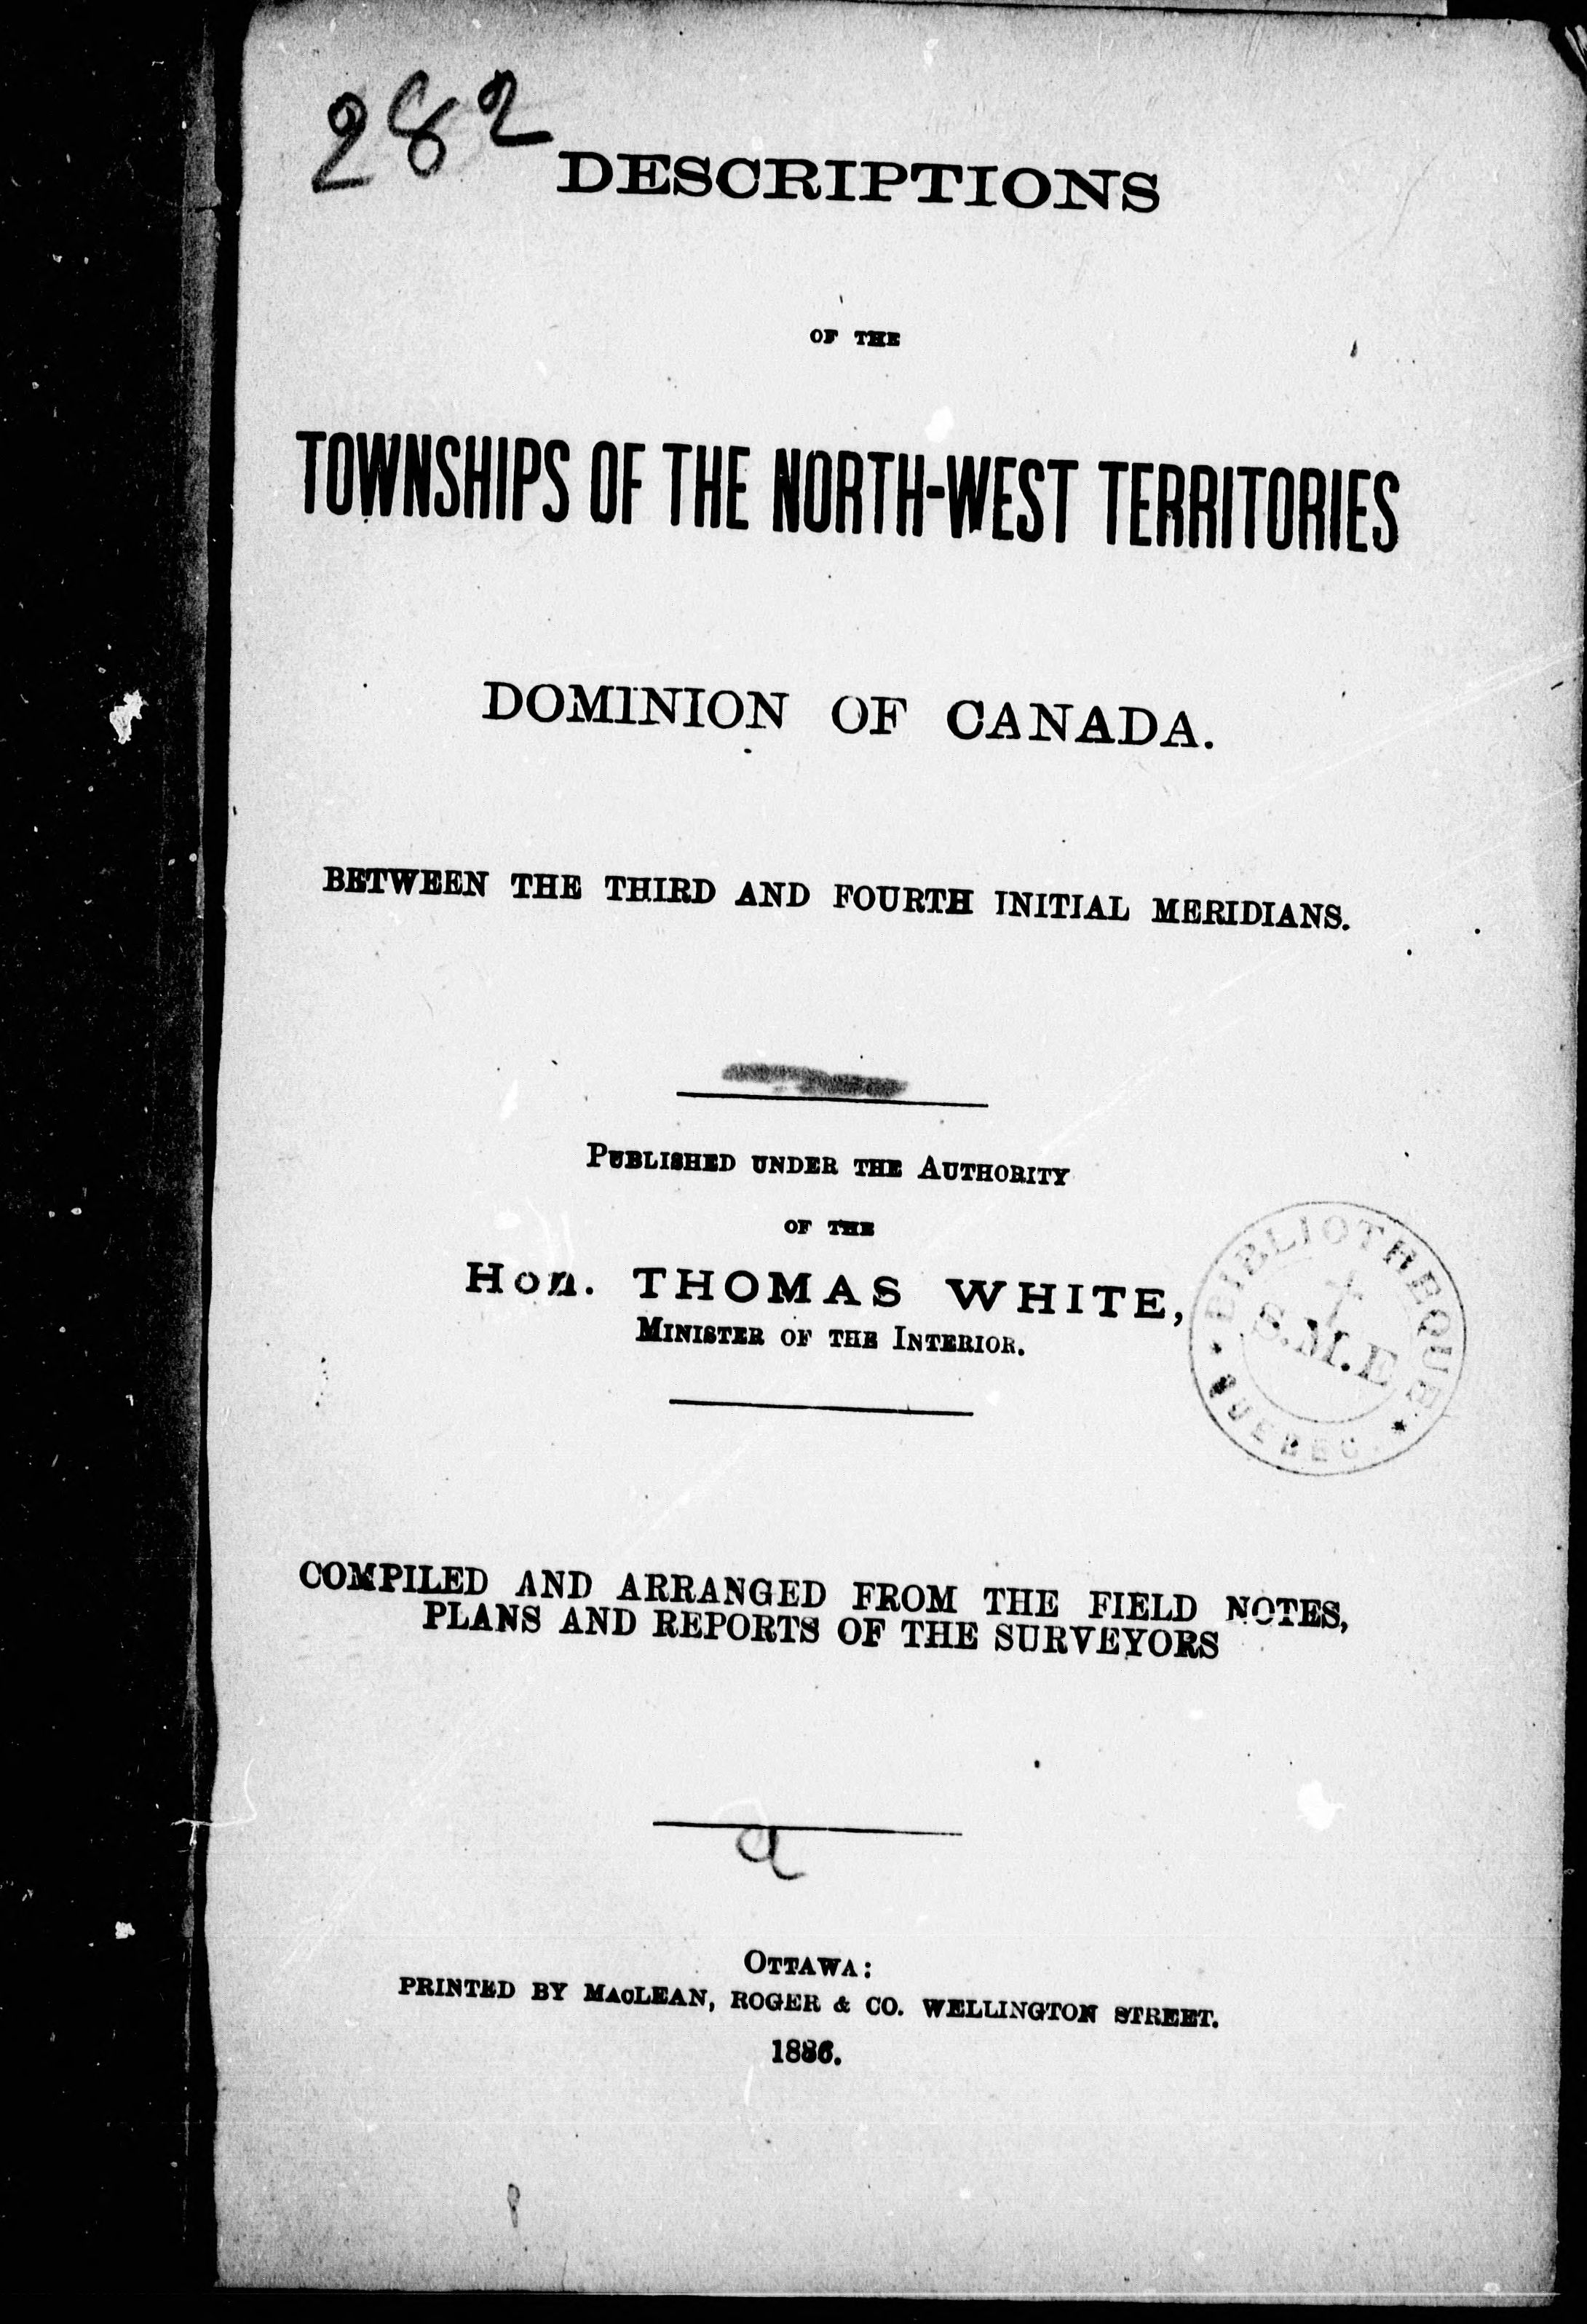 282
DESCRIPTIONS
OF THE
TOWNSHIPS OF THE NORTH-WEST TERRITORIES
DOMINION OF CANADA.
BETWEEN THE THIRD AND FOURTH INITIAL MERIDIANS.
PUBLISHED UNDER THE AUTHORITY
OF THE
Hon. THOMAS WHITE,
MINISTER OF THE INTERIOR.
BIBLIOTHEQUE
S.M.E
QUEBEC.
COMPILED AND ARRANGED FROM THE FIELD NOTES,
PLANS AND REPORTS OF THE SURVEYORS
a
OTTAWA:
PRINTED BY MACLEAN, ROGER & CO. WELLINGTON STREET.
1886.